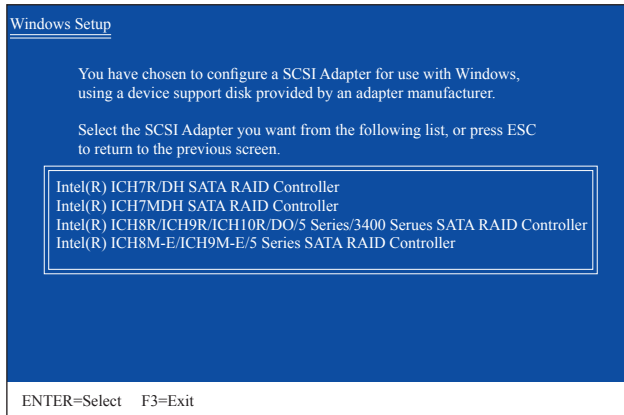 Windows Setup
You have chosen to configure a SCSI Adapter for use with Windows,
using a device support disk provided by an adapter manufacturer.
Select the SCSI Adapter you want from the following list, or press ESC
to return to the previous screen.
Intel(R) ICH7R/DH SATA RAID Controller
Intel(R) ICH7MDH SATA RAID Controller
Intel(R) ICH8R/ICH9R/ICH10R/DO/5 Series/3400 Serues SATA RAID Controller
Intel(R) ICH8M-E/ICH9M-E/5 Series SATA RAID Controller
ENTER=Select F3=Exit